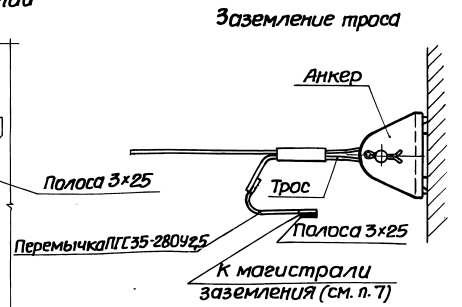 Заземление троса
Анкер
Полоса 3×25
Трос
Полоса 3×25
Перемычка ПГС35-280У2,5
К магистрали
заземления (см. п. 7)